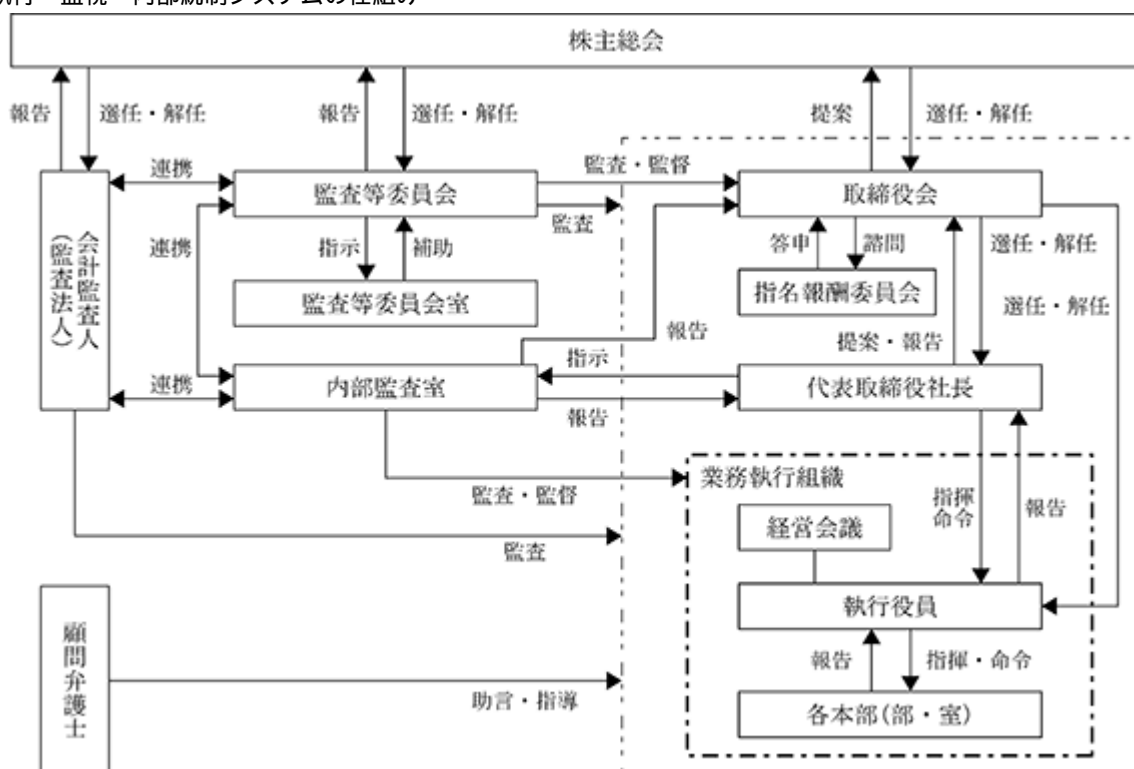 執行・監視・内部統制システムの仕組み
株主総会
報告
選任・解任
報告
選任・解任
提案
選任・解任
連携
監査等委員会
監査・監督
監査
取締役会
会計監査人
(監査法人)
連携
指示
補助
答申
諮問
選任・解任
監査等委員会室
指名報酬委員会
選任・解任
報告
提案・報告
連携
内部監査室
指示
報告
代表取締役社長
監査・監督
業務執行組織
指揮
命令
報告
経営会議
監査
執行役員
顧問弁護士
報告
指揮・命令
助言・指導
各本部(部・室)